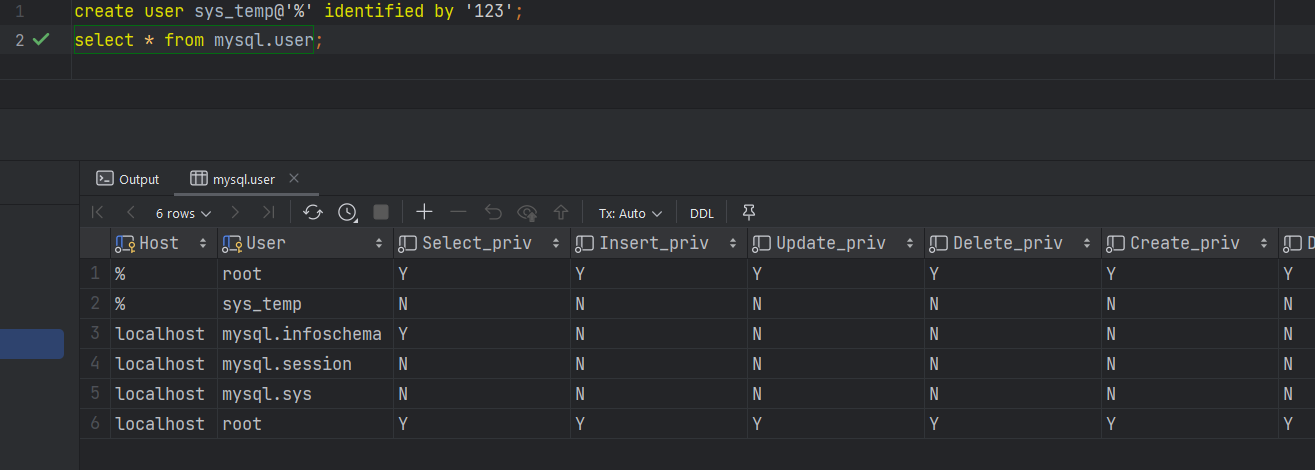 1 create user sys_temp@'%' identified by '123';
2 select * from mysql.user;
Output mysql.user
6 rows Tx: Auto DDL
Host User Select_priv Insert_priv Update_priv Delete_priv Create_priv D
1 % root Y Y Y Y Y Y
2 % sys_temp N N N N N N
3 localhost mysql.infoschema Y N N N N N
4 localhost mysql.session N N N N N N
5 localhost mysql.sys N N N N N N
6 localhost root Y Y Y Y Y Y